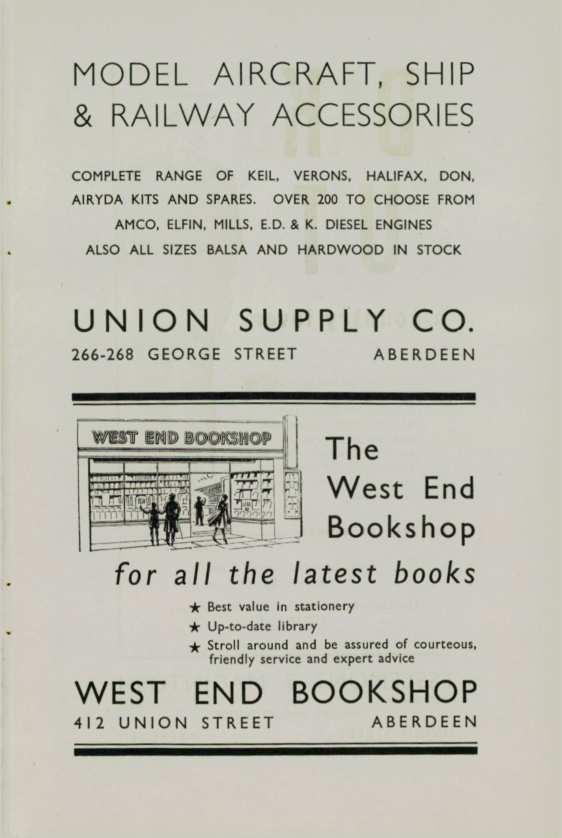 MODEL AIRCRAFT, SHIP
& RAILWAY ACCESSORIES
COMPLETE RANGE OF KEIL, VERONS, HALIFAX, DON,
AIRYDA KITS AND SPARES. OVER 200 TO CHOOSE FROM
AMCO, ELFIN, MILLS, E.D. & K. DIESEL ENGINES
ALSO ALL SIZES BALSA AND HARDWOOD IN STOCK
UNION SUPPLY CO.
266-268 GEORGE STREET ABERDEEN
WEST END BOOKSHOP
The
West End
Bookshop
for all the latest books
★ Best value in stationery
★ Up-to-date library
★ Stroll around and be assured of courteous,
friendly service and expert advice
WEST END BOOKSHOP
412 UNION STREET ABERDEEN